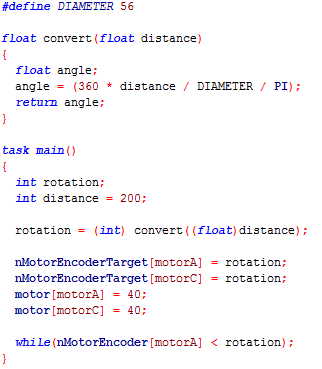 #define DIAMETER 56
float convert(float distance)
{
float angle;
angle = (360 * distance / DIAMETER / PI);
return angle;
}
task main()
{
int rotation;
int distance = 200;
rotation = (int) convert((float)distance);
nMotorEncoderTarget[motorA] = rotation;
nMotorEncoderTarget[motorC] = rotation;
motor[motorA] = 40;
motor[motorC] = 40;
while(nMotorEncoder[motorA] < rotation);
}